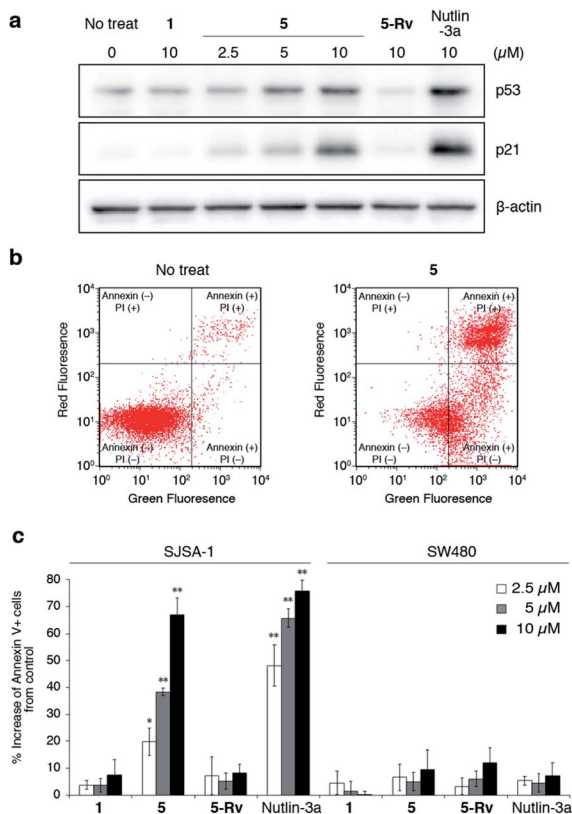 a
No treat 1 5 5-Rv Nutlin
-3a
0 10 2.5 5 10 10 10 (μM)
p53
p21
β-actin
b
No treat 5
10⁴ Annexin (–) PI (+) Annexin (+) PI (+) 10⁴ Annexin (–) PI (+) Annexin (+) PI (+)
10³ 10³
Red Fluoresence Red Fluoresence
10² 10²
10¹ 10¹
10⁰ Annexin (–) PI (–) Annexin (+) PI (–) 10⁰ Annexin (–) PI (–) Annexin (+) PI (–)
10⁰ 10¹ 10² 10³ 10⁴ 10⁰ 10¹ 10² 10³ 10⁴
Green Fluoresence Green Fluoresence
c
SJSA-1 SW480
% Increase of Annexin V+ cells
from control
80
70
60
50
40
30
20
10
0
* ** ** ** ** **
2.5 μM
5 μM
10 μM
1 5 5-Rv Nutlin-3a 1 5 5-Rv Nutlin-3a